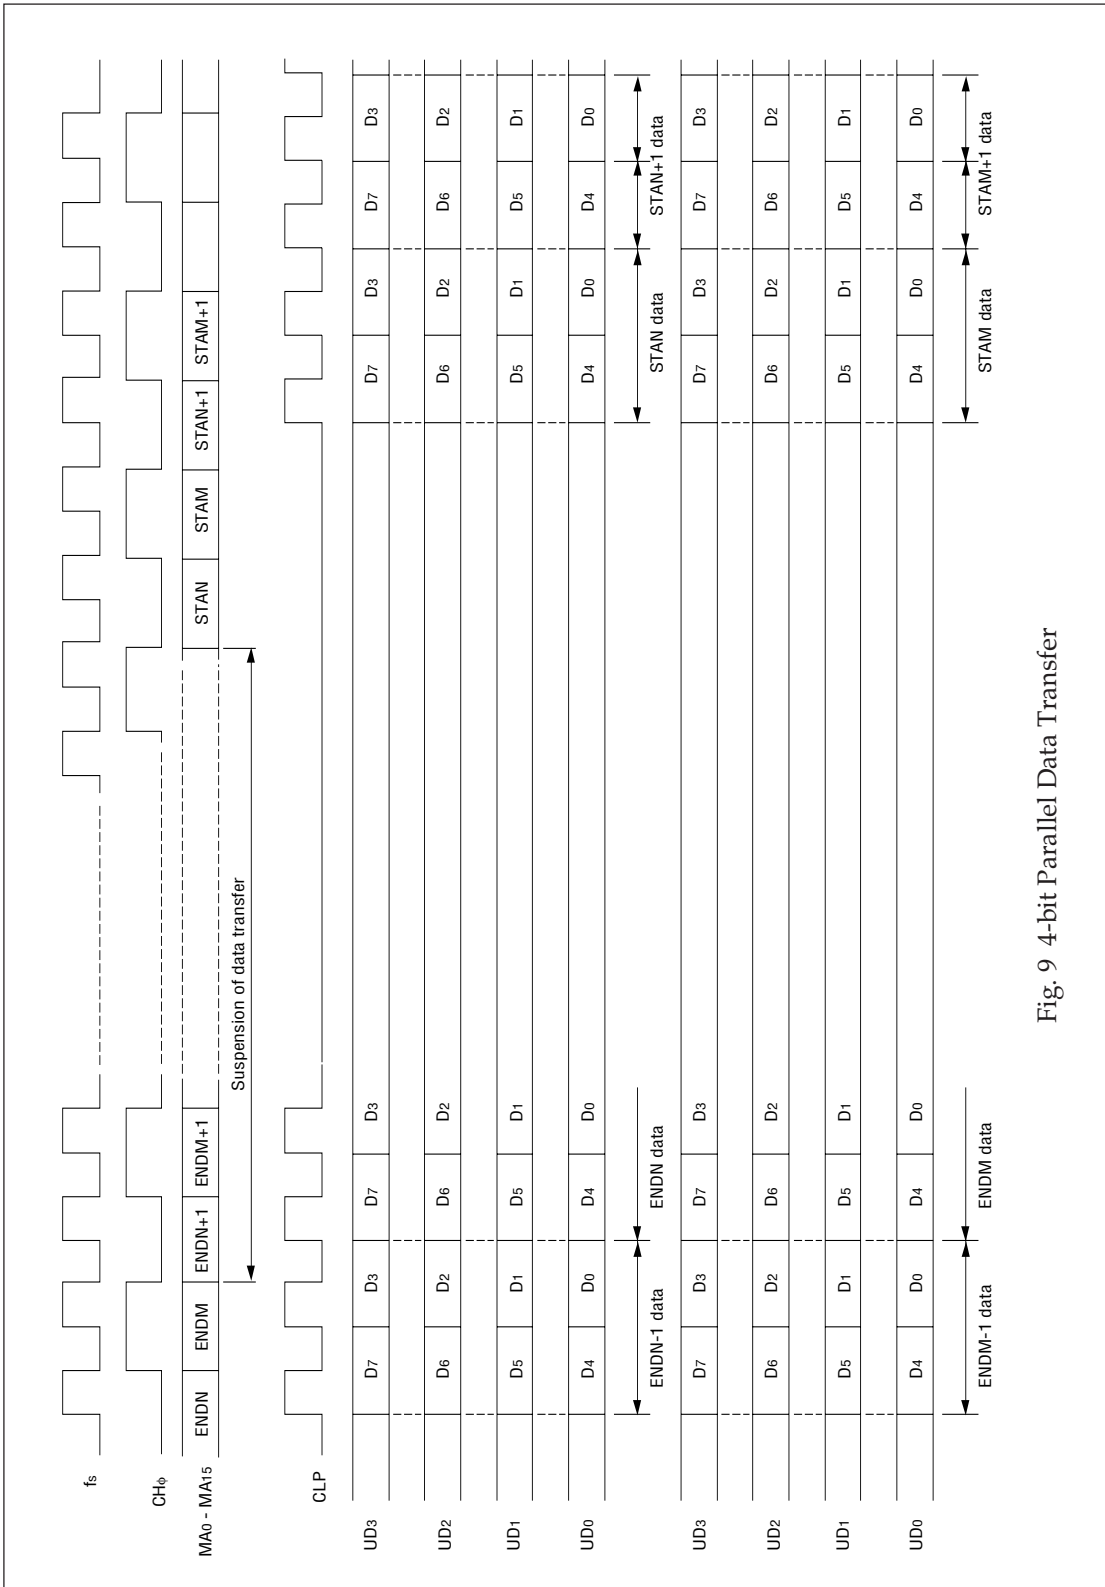 fs
CHφ
MA0 - MA15
ENDN ENDM ENDN+1 ENDM+1 STAN STAM STAN+1 STAM+1
Suspension of data transfer
CLP
UD3 D7 D3 D7 D3 D7 D3 D7 D3
UD2 D6 D2 D6 D2 D6 D2 D6 D2
UD1 D5 D1 D5 D1 D5 D1 D5 D1
UD0 D4 D0 D4 D0 D4 D0 D4 D0
ENDN-1 data ENDN data STAN data STAN+1 data
UD3 D7 D3 D7 D3 D7 D3 D7 D3
UD2 D6 D2 D6 D2 D6 D2 D6 D2
UD1 D5 D1 D5 D1 D5 D1 D5 D1
UD0 D4 D0 D4 D0 D4 D0 D4 D0
ENDM-1 data ENDM data STAM data STAM+1 data
Fig. 9 4-bit Parallel Data Transfer